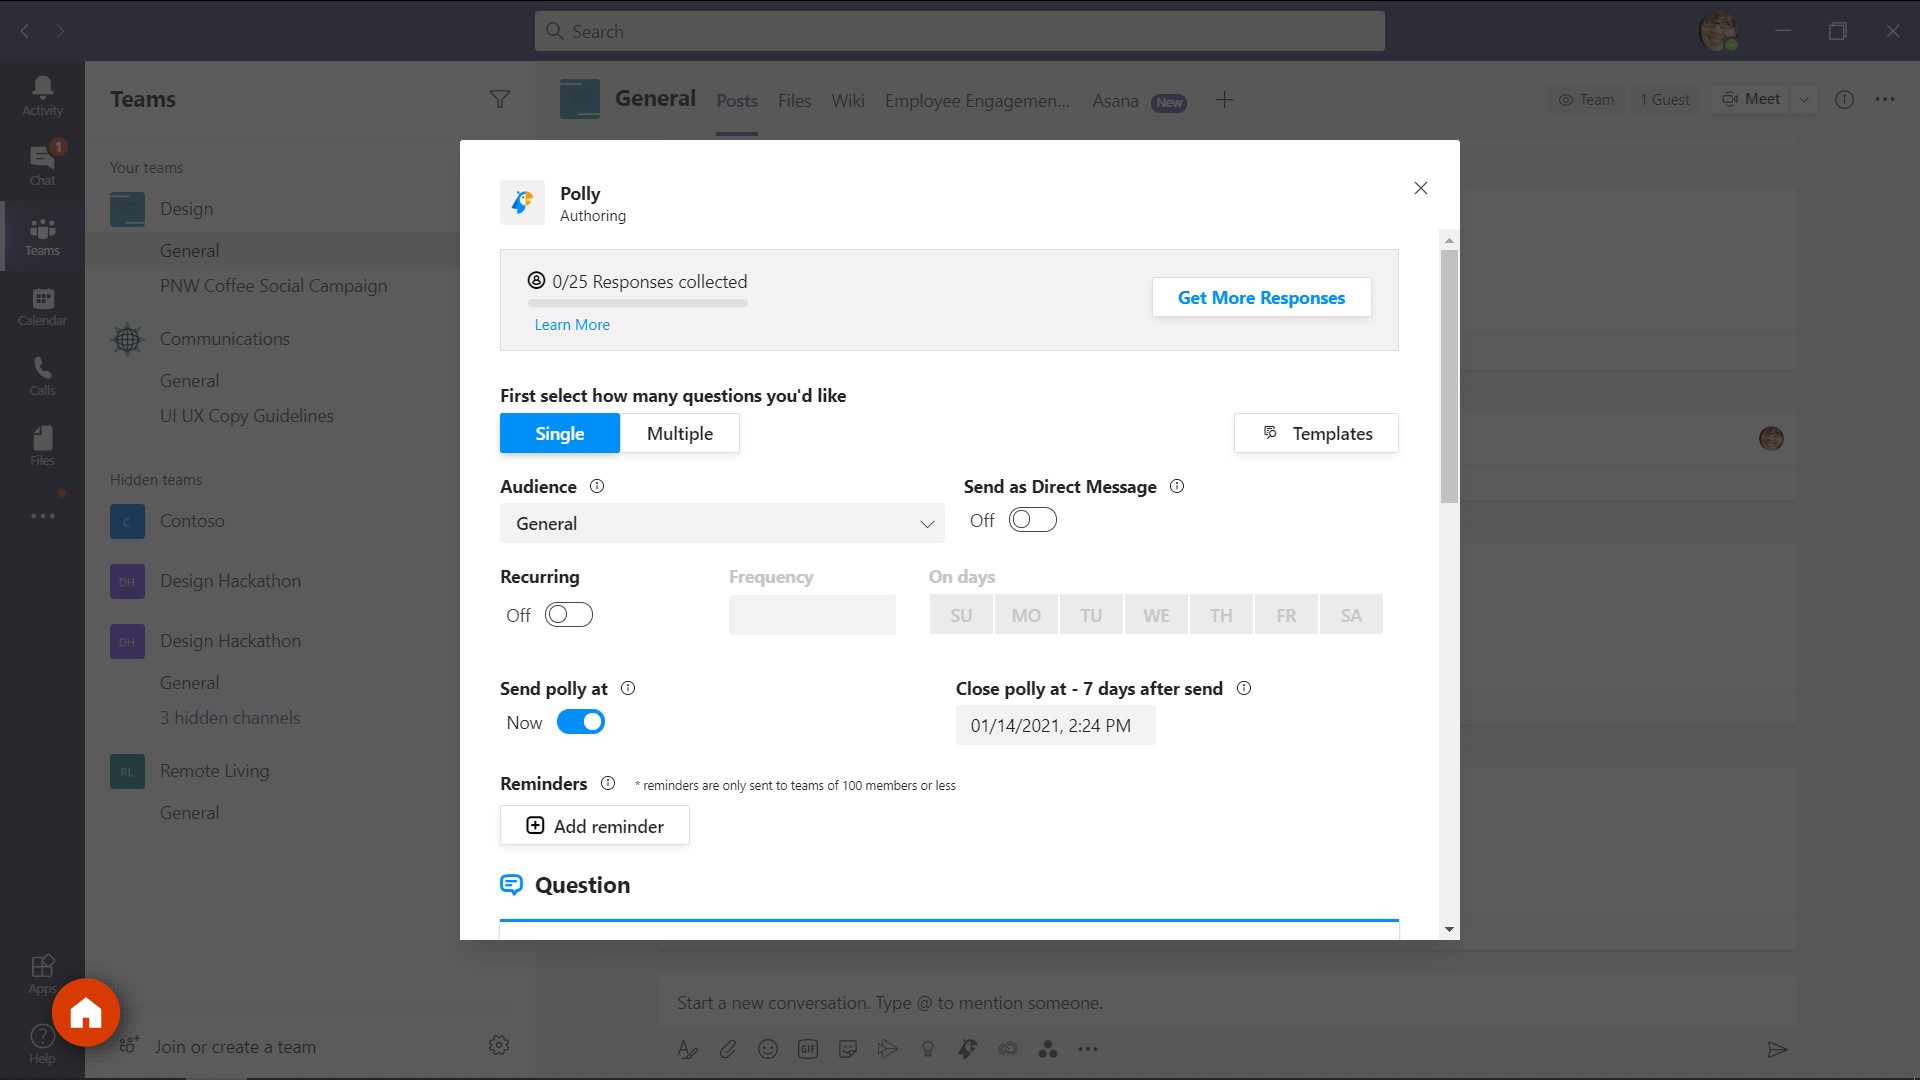 Search
Activity
Chat
1
Teams
Calendar
Calls
Files
Apps
Help
Teams
Your teams
Design
General
PNW Coffee Social Campaign
Communications
General
UI UX Copy Guidelines
Hidden teams
C
Contoso
DH
Design Hackathon
DH
Design Hackathon
General
3 hidden channels
RL
Remote Living
General
Join or create a team
General
Posts
Files
Wiki
Employee Engagemen...
Asana
New
Team
1 Guest
Meet
Polly
Authoring
0/25 Responses collected
Learn More
Get More Responses
First select how many questions you'd like
Single
Multiple
Templates
Audience
Send as Direct Message
General
Off
Recurring
Frequency
On days
Off
SU MO TU WE TH FR SA
Send polly at
Close polly at - 7 days after send
Now
01/14/2021, 2:24 PM
Reminders
* reminders are only sent to teams of 100 members or less
Add reminder
Question
Start a new conversation. Type @ to mention someone.
GIF